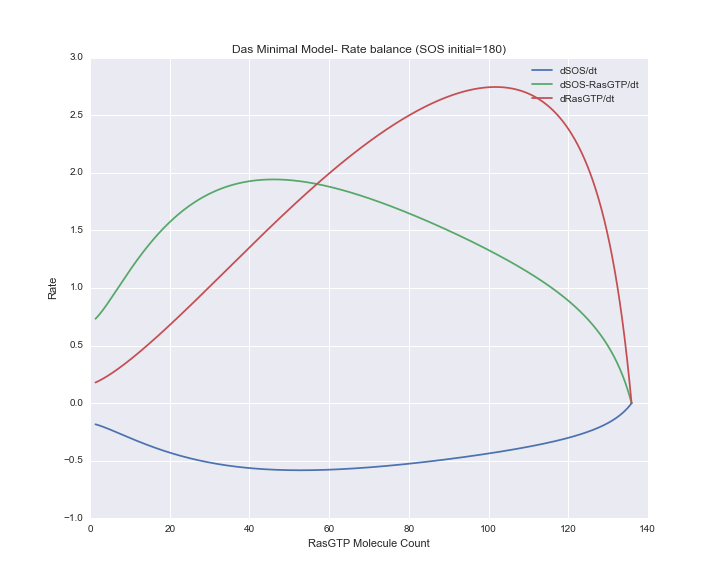 Das Minimal Model- Rate balance (SOS initial=180)
3.0
2.5
2.0
1.5
1.0
0.5
0.0
−0.5
−1.0
Rate
dSOS/dt
dSOS-RasGTP/dt
dRasGTP/dt
0 20 40 60 80 100 120 140
RasGTP Molecule Count